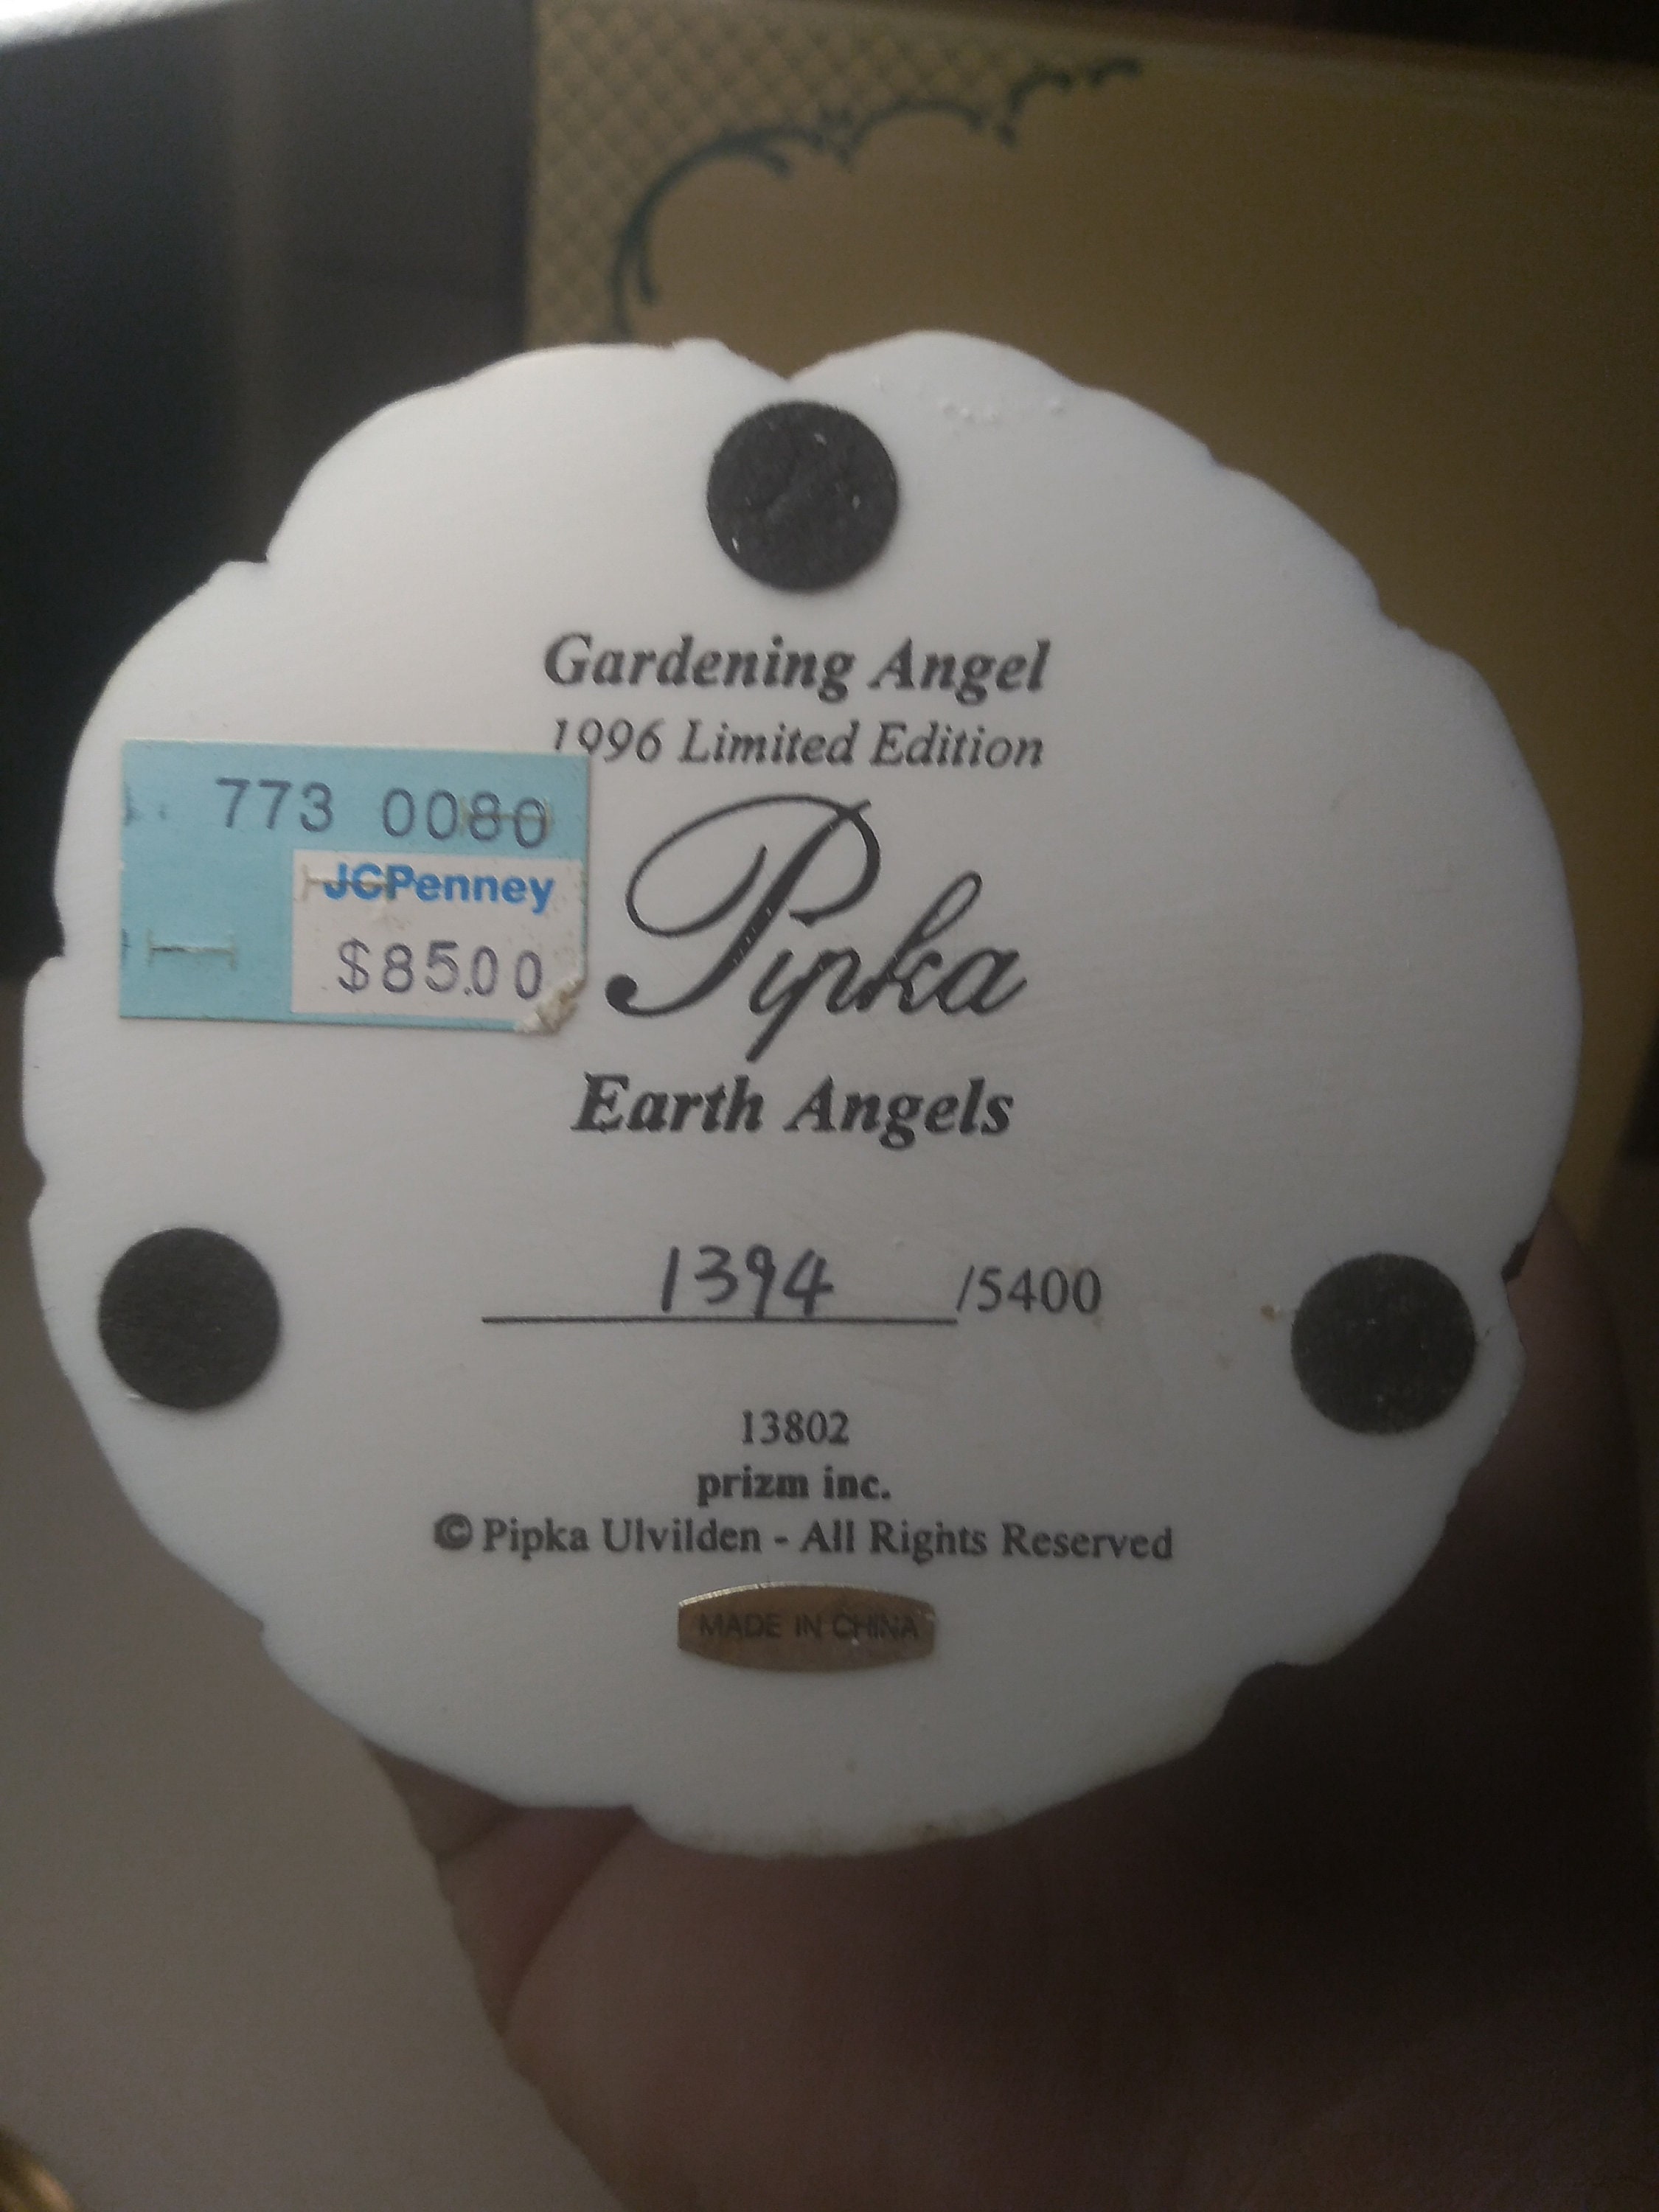 Gardening Angel
1996 Limited Edition
773 0080
JCPenney
$85.00
Pipka
Earth Angels
1394 /5400
13802
prizm inc.
© Pipka Ulvilden - All Rights Reserved
MADE IN CHINA